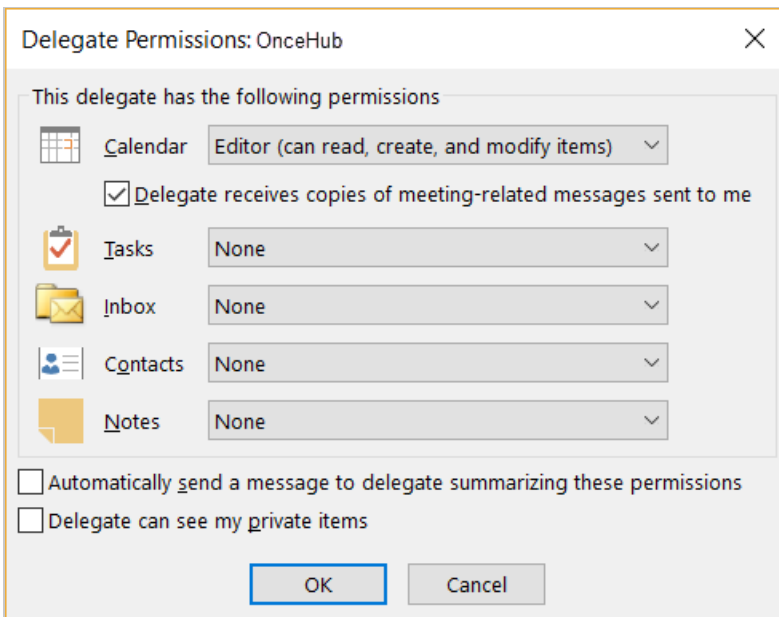 Delegate Permissions: OnceHub
This delegate has the following permissions
Calendar Editor (can read, create, and modify items)
Delegate receives copies of meeting-related messages sent to me
Tasks None
Inbox None
Contacts None
Notes None
Automatically send a message to delegate summarizing these permissions
Delegate can see my private items
OK Cancel